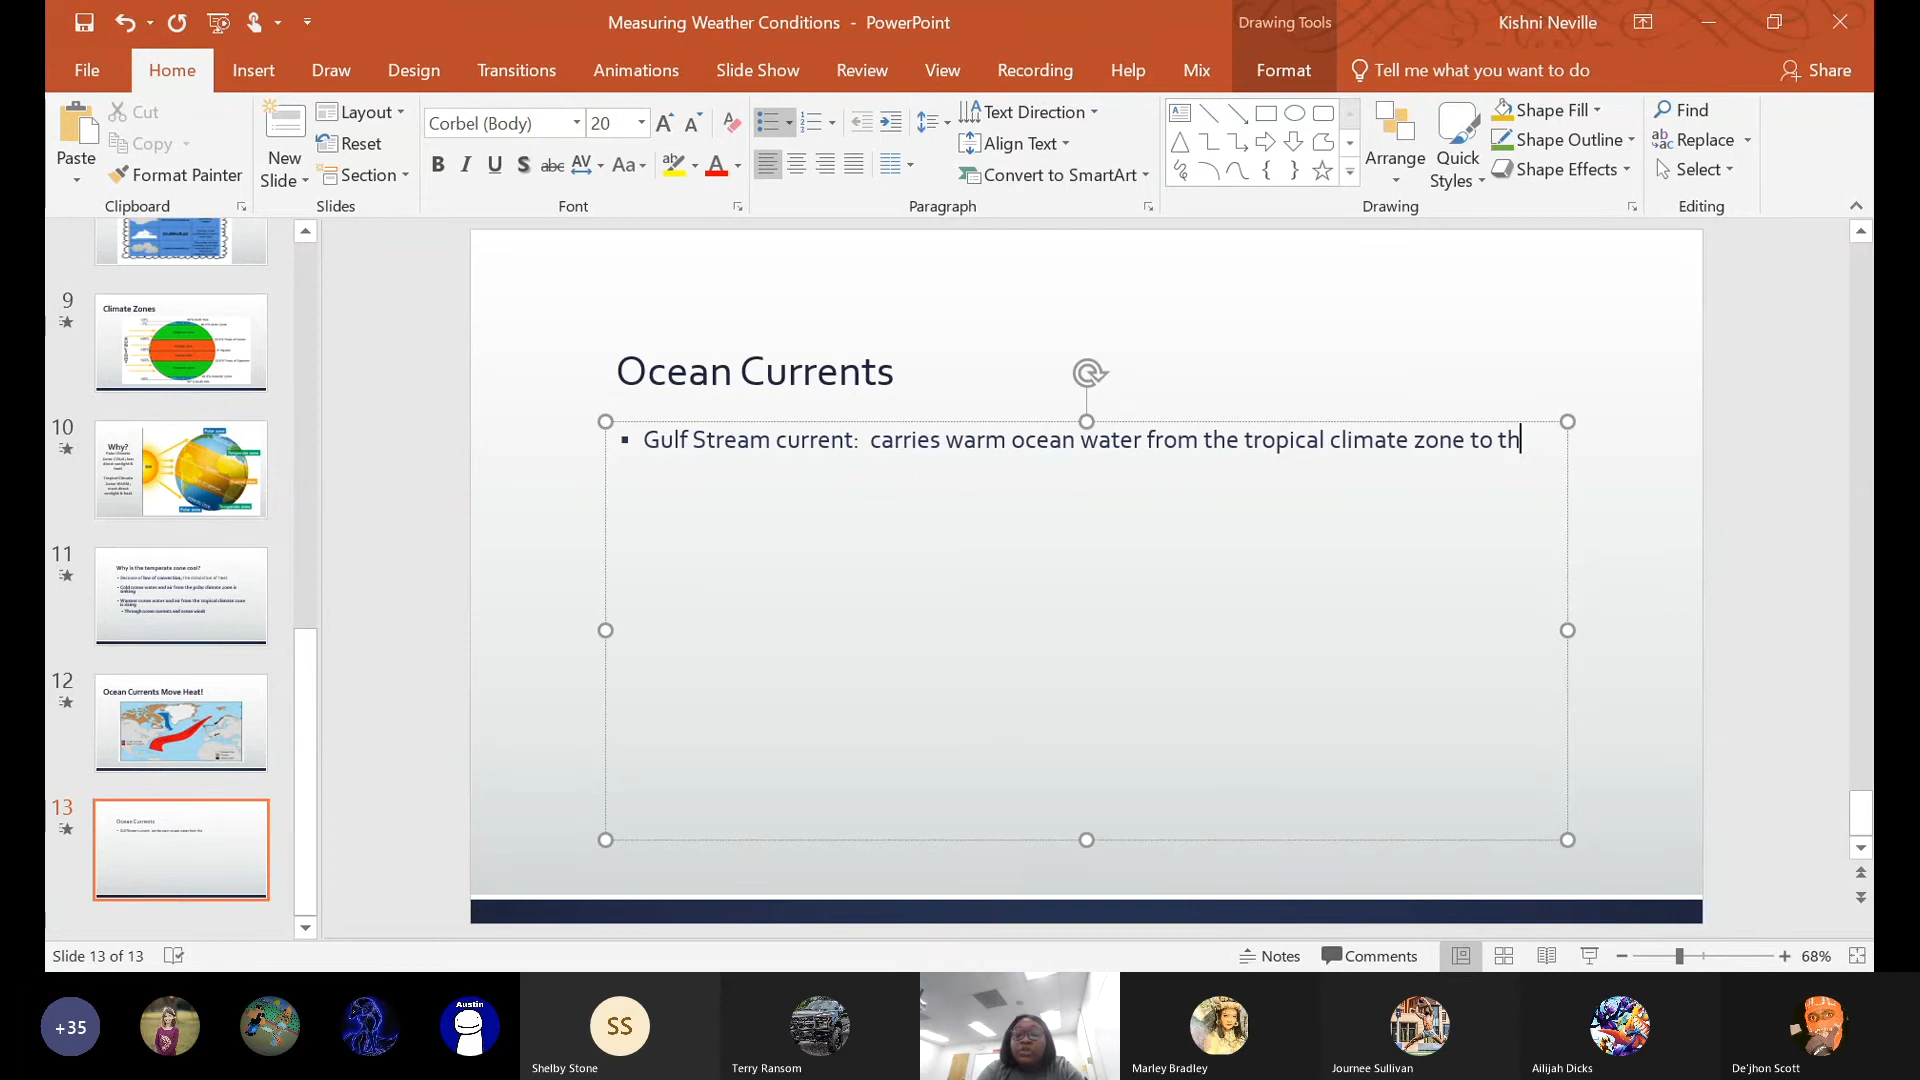 Measuring Weather Conditions - PowerPoint
Drawing Tools
Kishni Neville
File Home Insert Draw Design Transitions Animations Slide Show Review View Recording Help Mix Format Tell me what you want to do Share
Paste
Cut
Copy
Format Painter
Clipboard
New Slide
Layout
Reset
Section
Slides
Corbel (Body) 20
B I U S abc AV Aa A
Font
Text Direction
Align Text
Convert to SmartArt
Paragraph
Arrange
Quick Styles
Shape Fill
Shape Outline
Shape Effects
Drawing
Find
Replace
Select
Editing
9
Climate Zones
10
Why?
11
Why is the temperate zone cool?
12
Ocean Currents Move Heat!
13
Ocean Currents
Ocean Currents
▪ Gulf Stream current: carries warm ocean water from the tropical climate zone to th
Slide 13 of 13
Notes
Comments
68%
+35
Austin
SS
Shelby Stone
Terry Ransom
Marley Bradley
Journee Sullivan
Ailijah Dicks
De'jhon Scott